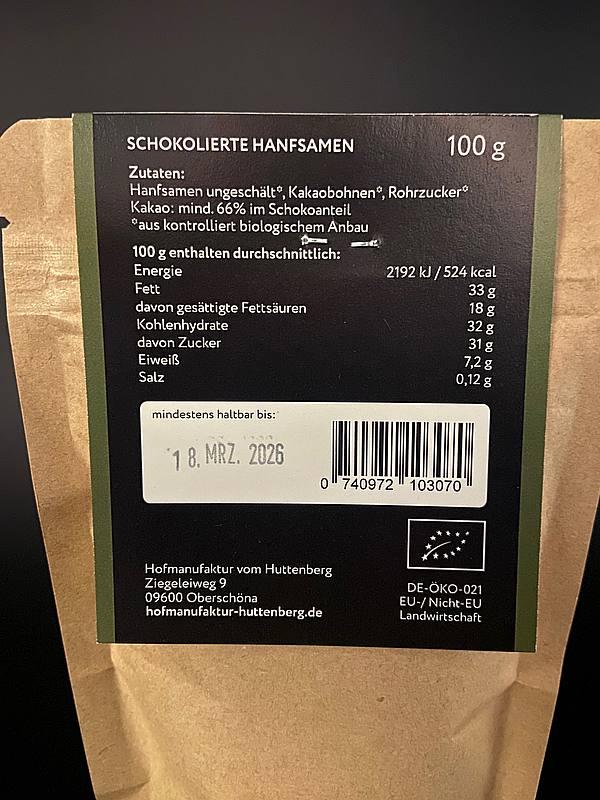 SCHOKOLIERTE HANFSAMEN 100 g
Zutaten:
Hanfsamen ungeschält*, Kakaobohnen*, Rohrzucker*
Kakao: mind. 66% im Schokoanteil
*aus kontrolliert biologischem Anbau
100 g enthalten durchschnittlich:
Energie 2192 kJ / 524 kcal
Fett 33 g
davon gesättigte Fettsäuren 18 g
Kohlenhydrate 32 g
davon Zucker 31 g
Eiweiß 7,2 g
Salz 0,12 g
mindestens haltbar bis:
18. MRZ. 2026
0 740972 103070
Hofmanufaktur vom Huttenberg
Ziegeleiweg 9
09600 Oberschöna
hofmanufaktur-huttenberg.de
DE-ÖKO-021
EU-/ Nicht-EU
Landwirtschaft